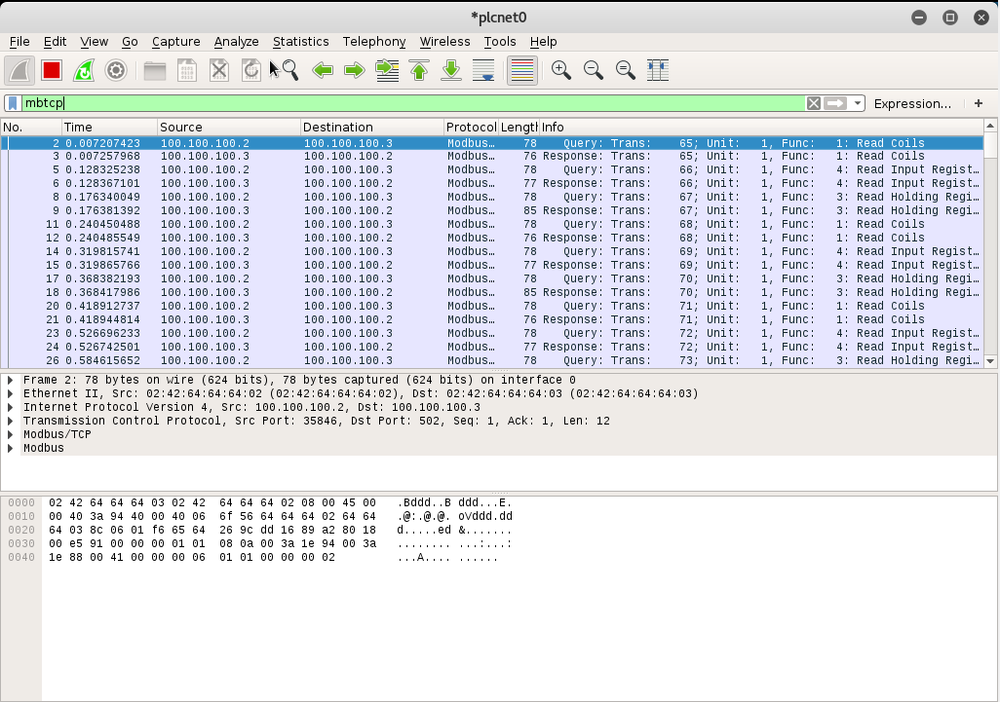 *plcnet0
File Edit View Go Capture Analyze Statistics Telephony Wireless Tools Help
mbtcp
Expression… +
No. Time Source Destination Protocol Length Info
2 0.007207423 100.100.100.2 100.100.100.3 Modbus… 78 Query: Trans: 65; Unit: 1, Func: 1: Read Coils
3 0.007257968 100.100.100.3 100.100.100.2 Modbus… 76 Response: Trans: 65; Unit: 1, Func: 1: Read Coils
5 0.128325238 100.100.100.2 100.100.100.3 Modbus… 78 Query: Trans: 66; Unit: 1, Func: 4: Read Input Regist…
6 0.128367101 100.100.100.3 100.100.100.2 Modbus… 77 Response: Trans: 66; Unit: 1, Func: 4: Read Input Regist…
8 0.176340049 100.100.100.2 100.100.100.3 Modbus… 78 Query: Trans: 67; Unit: 1, Func: 3: Read Holding Regi…
9 0.176381392 100.100.100.3 100.100.100.2 Modbus… 85 Response: Trans: 67; Unit: 1, Func: 3: Read Holding Regi…
11 0.240450488 100.100.100.2 100.100.100.3 Modbus… 78 Query: Trans: 68; Unit: 1, Func: 1: Read Coils
12 0.240485549 100.100.100.3 100.100.100.2 Modbus… 76 Response: Trans: 68; Unit: 1, Func: 1: Read Coils
14 0.319815741 100.100.100.2 100.100.100.3 Modbus… 78 Query: Trans: 69; Unit: 1, Func: 4: Read Input Regist…
15 0.319865766 100.100.100.3 100.100.100.2 Modbus… 77 Response: Trans: 69; Unit: 1, Func: 4: Read Input Regist…
17 0.368382193 100.100.100.2 100.100.100.3 Modbus… 78 Query: Trans: 70; Unit: 1, Func: 3: Read Holding Regi…
18 0.368417986 100.100.100.3 100.100.100.2 Modbus… 85 Response: Trans: 70; Unit: 1, Func: 3: Read Holding Regi…
20 0.418912737 100.100.100.2 100.100.100.3 Modbus… 78 Query: Trans: 71; Unit: 1, Func: 1: Read Coils
21 0.418944814 100.100.100.3 100.100.100.2 Modbus… 76 Response: Trans: 71; Unit: 1, Func: 1: Read Coils
23 0.526696233 100.100.100.2 100.100.100.3 Modbus… 78 Query: Trans: 72; Unit: 1, Func: 4: Read Input Regist…
24 0.526742501 100.100.100.3 100.100.100.2 Modbus… 77 Response: Trans: 72; Unit: 1, Func: 4: Read Input Regist…
26 0.584615652 100.100.100.2 100.100.100.3 Modbus… 78 Query: Trans: 73; Unit: 1, Func: 3: Read Holding Regi…
Frame 2: 78 bytes on wire (624 bits), 78 bytes captured (624 bits) on interface 0
Ethernet II, Src: 02:42:64:64:64:02 (02:42:64:64:64:02), Dst: 02:42:64:64:64:03 (02:42:64:64:64:03)
Internet Protocol Version 4, Src: 100.100.100.2, Dst: 100.100.100.3
Transmission Control Protocol, Src Port: 35846, Dst Port: 502, Seq: 1, Ack: 1, Len: 12
Modbus/TCP
Modbus
0000 02 42 64 64 64 03 02 42 64 64 64 02 08 00 45 00 .Bddd..B ddd...E.
0010 00 40 3a 94 40 00 40 06 6f 56 64 64 64 02 64 64 .@:.@.@. oVddd.dd
0020 64 03 8c 06 01 f6 65 64 26 9c dd 16 89 a2 80 18 d.....ed &.......
0030 00 e5 91 00 00 00 01 01 08 0a 00 3a 1e 94 00 3a ........ ...:...:
0040 1e 88 00 41 00 00 00 06 01 01 00 00 00 02 ...A.... ......